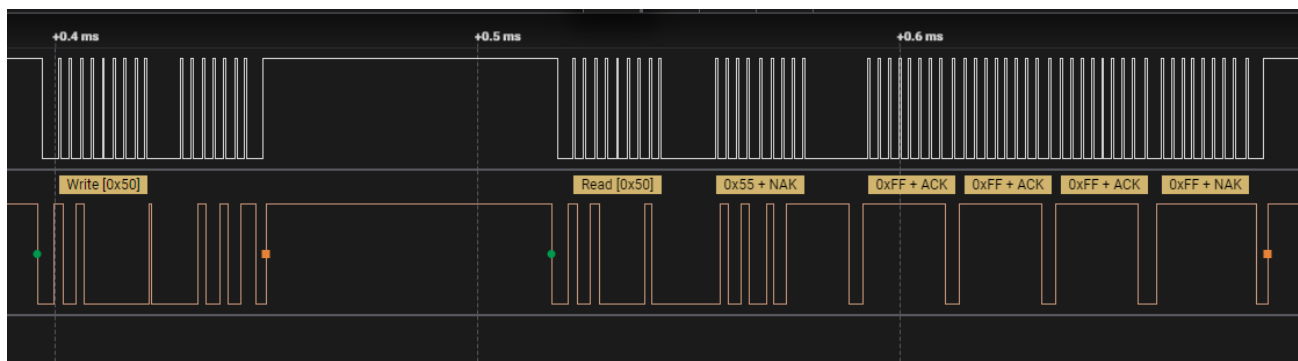 +0.4 ms +0.5 ms +0.6 ms
Write [0x50] Read [0x50] 0x55 + NAK 0xFF + ACK 0xFF + ACK 0xFF + ACK 0xFF + NAK